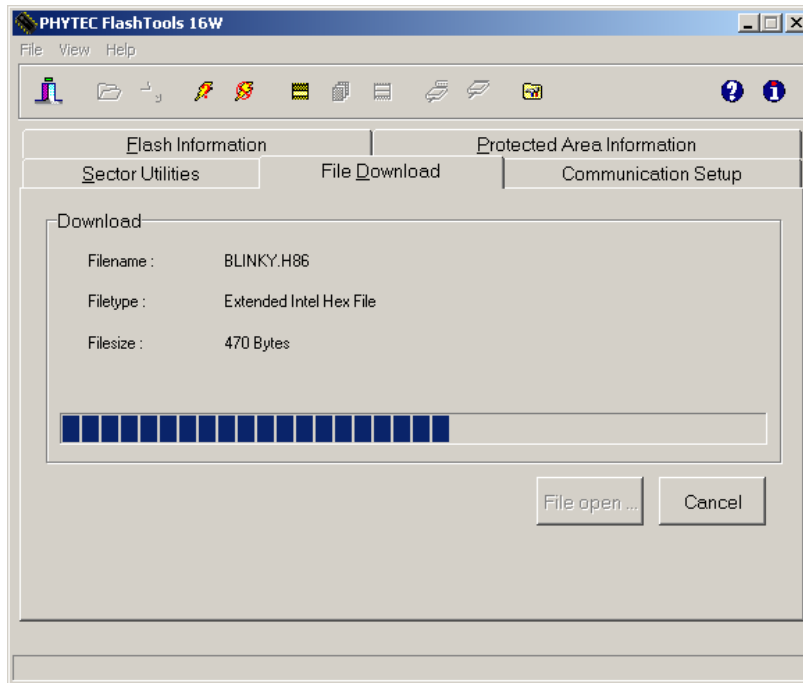 PHYTEC FlashTools 16W
File View Help
Flash Information Protected Area Information
Sector Utilities File Download Communication Setup
Download
Filename : BLINKY.H86
Filetype : Extended Intel Hex File
Filesize : 470 Bytes
File open ... Cancel